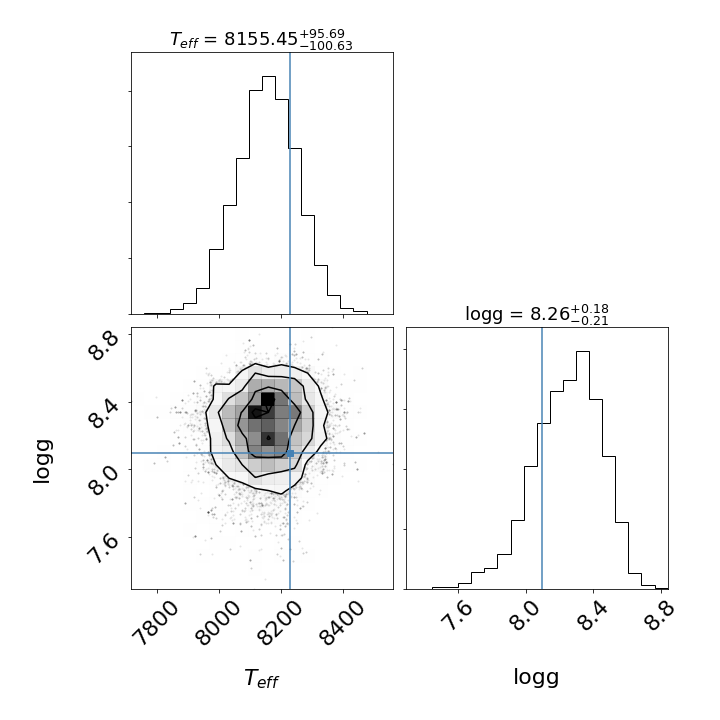 T_eff = 8155.45^{+95.69}_{-100.63}
logg = 8.26^{+0.18}_{-0.21}
8.8
8.4
8.0
7.6
logg
7800
8000
8200
8400
7.6
8.0
8.4
8.8
T_eff
logg